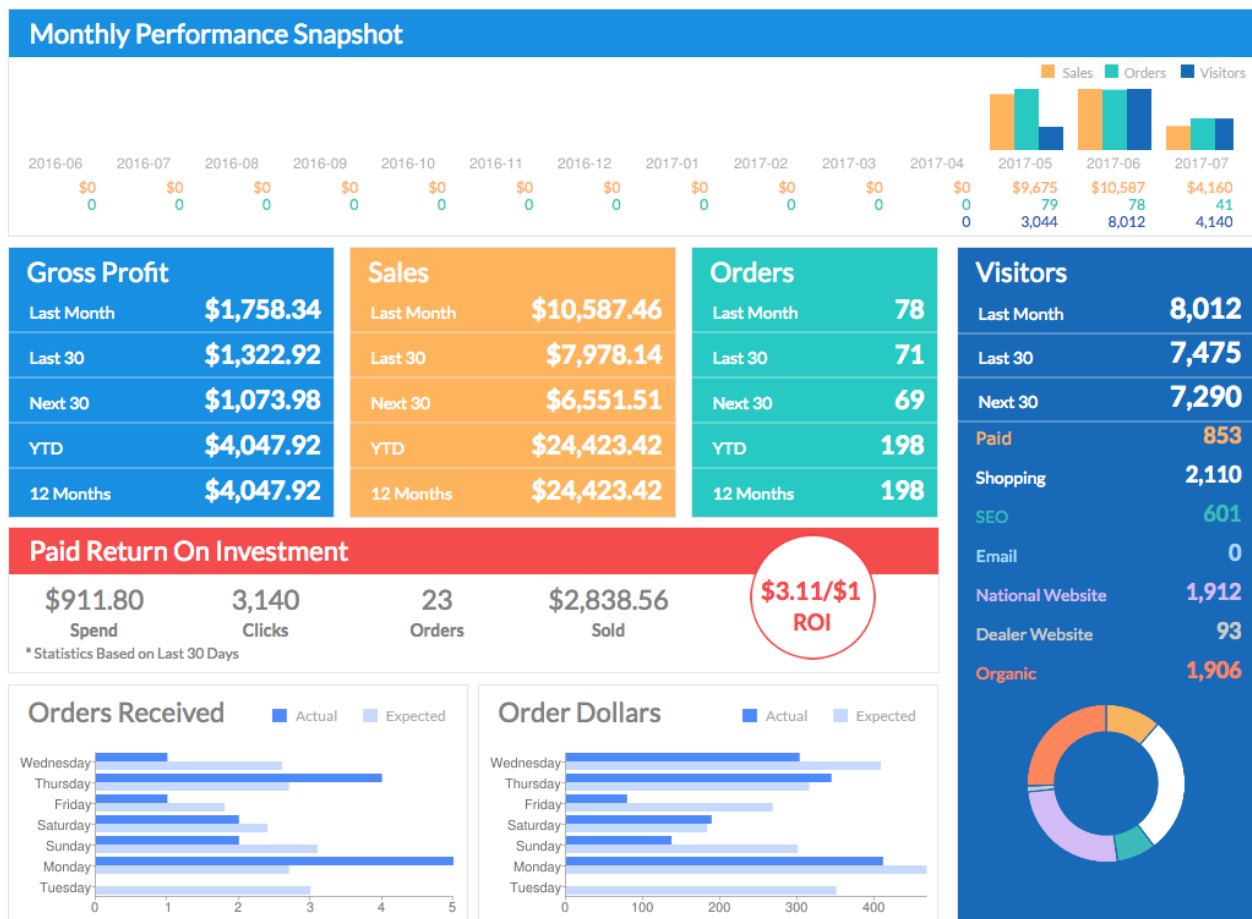 Monthly Performance Snapshot
Sales Orders Visitors
2016-06 2016-07 2016-08 2016-09 2016-10 2016-11 2016-12 2017-01 2017-02 2017-03 2017-04 2017-05 2017-06 2017-07
$0 $0 $0 $0 $0 $0 $0 $0 $0 $0 $0 $9,675 $10,587 $4,160
0 0 0 0 0 0 0 0 0 0 0 79 78 41
0 3,044 8,012 4,140
Gross Profit
Last Month $1,758.34
Last 30 $1,322.92
Next 30 $1,073.98
YTD $4,047.92
12 Months $4,047.92
Sales
Last Month $10,587.46
Last 30 $7,978.14
Next 30 $6,551.51
YTD $24,423.42
12 Months $24,423.42
Orders
Last Month 78
Last 30 71
Next 30 69
YTD 198
12 Months 198
Visitors
Last Month 8,012
Last 30 7,475
Next 30 7,290
Paid 853
Shopping 2,110
SEO 601
Email 0
National Website 1,912
Dealer Website 93
Organic 1,906
Paid Return On Investment
$911.80 3,140 23 $2,838.56
Spend Clicks Orders Sold
* Statistics Based on Last 30 Days
$3.11/$1
ROI
Orders Received
Actual Expected
Wednesday
Thursday
Friday
Saturday
Sunday
Monday
Tuesday
0 1 2 3 4 5
Order Dollars
Actual Expected
Wednesday
Thursday
Friday
Saturday
Sunday
Monday
Tuesday
0 100 200 300 400